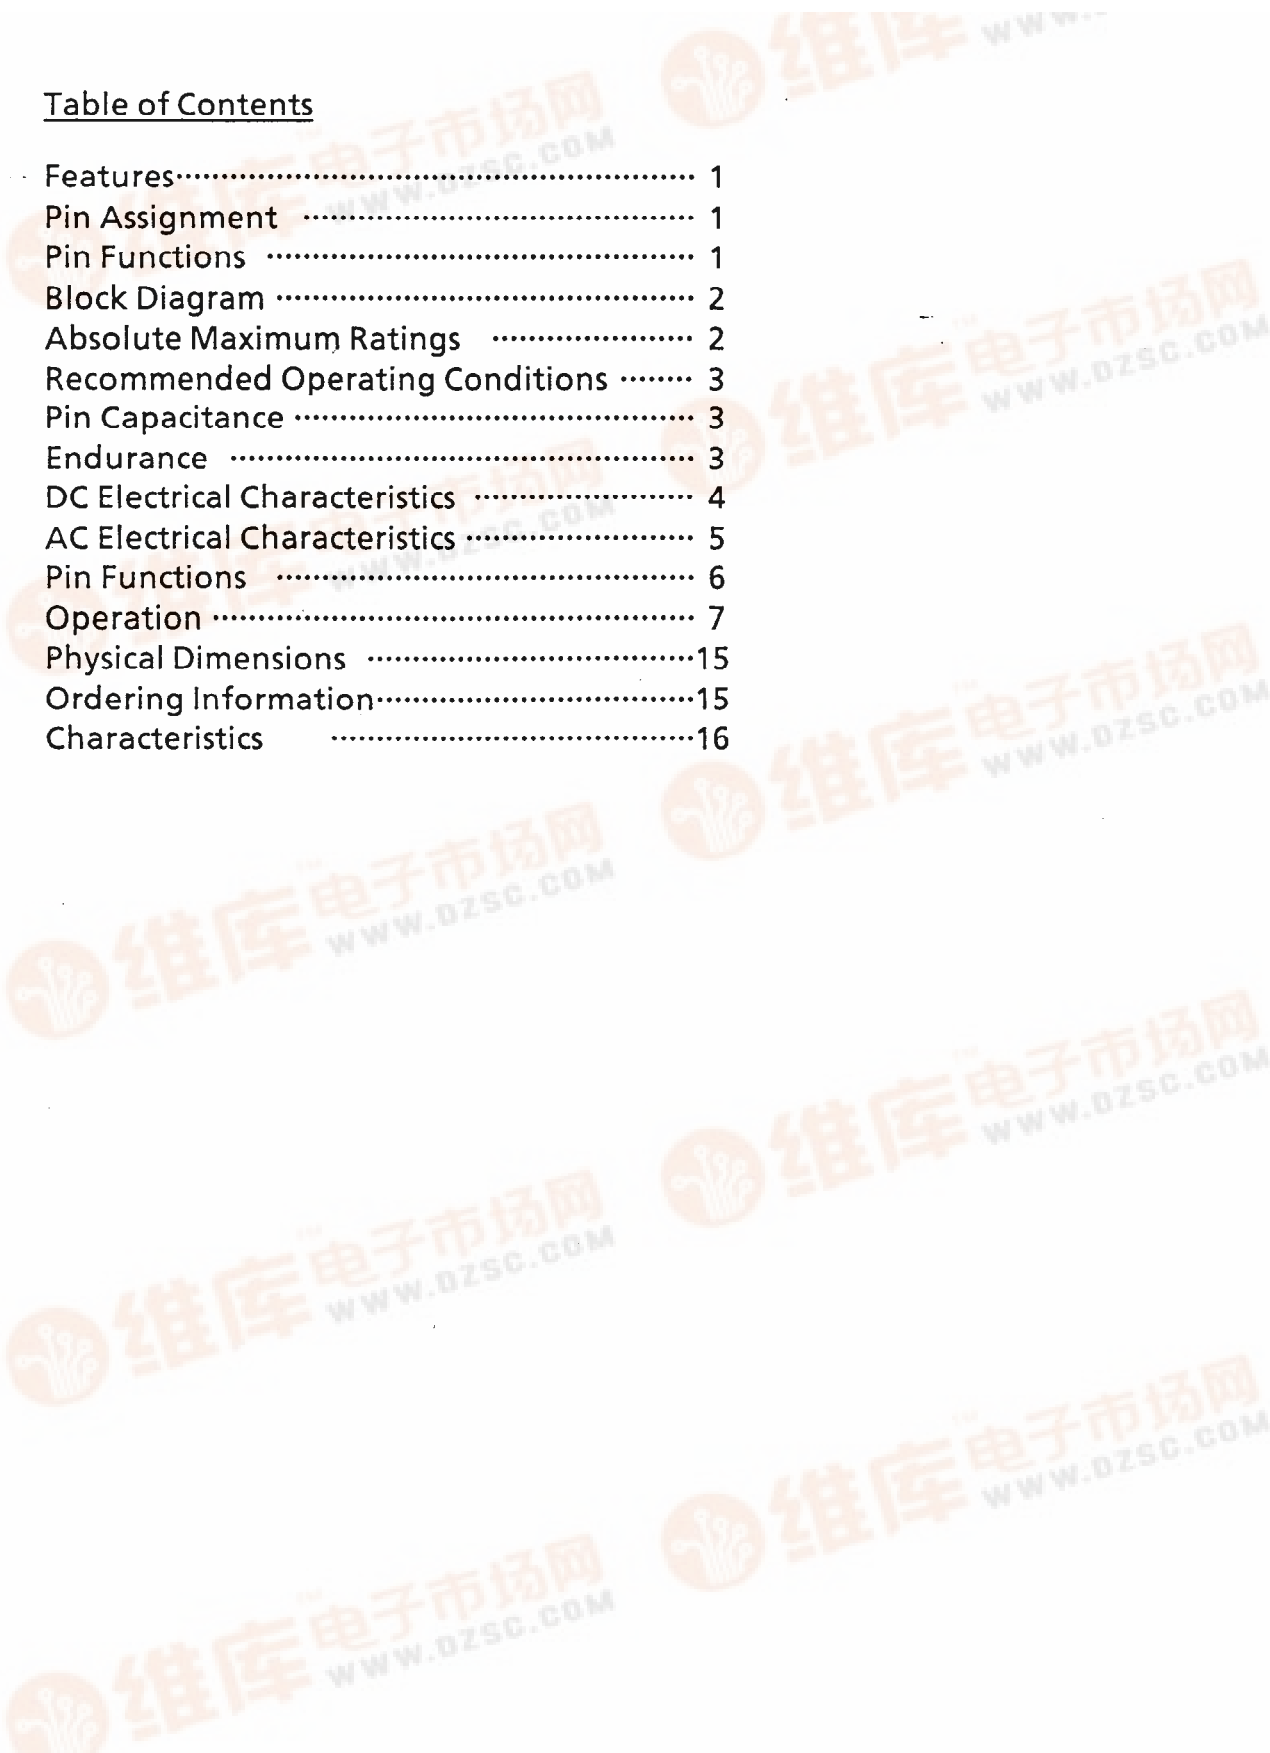 Table of Contents
Features 1
Pin Assignment 1
Pin Functions 1
Block Diagram 2
Absolute Maximum Ratings 2
Recommended Operating Conditions 3
Pin Capacitance 3
Endurance 3
DC Electrical Characteristics 4
AC Electrical Characteristics 5
Pin Functions 6
Operation 7
Physical Dimensions 15
Ordering Information 15
Characteristics 16
维库电子市场网
WWW.DZSC.COM